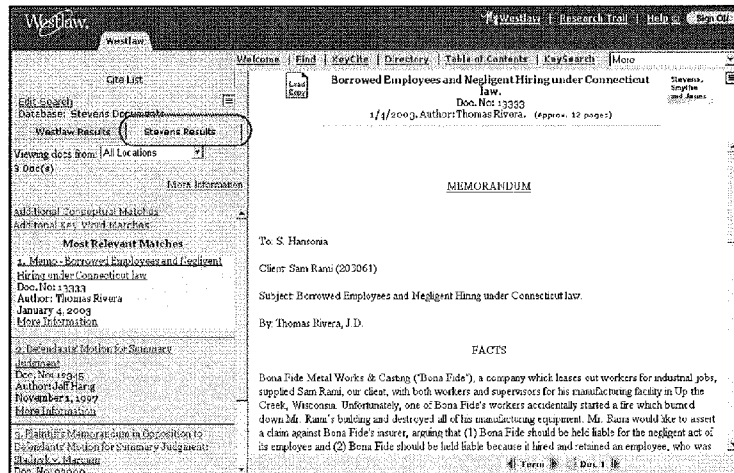 Westlaw.
Westlaw | Research Trail | Help | Sign Off
Westlaw
Welcome | Find | KeyCite | Directory | Table of Contents | KeySearch | More
Cite List
Edit Search
Database: Stevens Documents
Westlaw Results
Stevens Results
Viewing docs from: All Locations
3 Doc(s)
More Information
Additional Conceptual Matches
Additional Key Word Matches
Most Relevant Matches
1. Memo - Borrowed Employees and Negligent
Hiring under Connecticut law
Doc. No: 13333
Author: Thomas Rivera
January 4, 2003
More Information
2. Defendants' Motion for Summary
Judgment
Doc. No: 12345
Author: Jeff Harig
November 1, 1997
More Information
3. Plaintiff's Memorandum in Opposition to
Defendants' Motion for Summary Judgment:
Load
Copy
Borrowed Employees and Negligent Hiring under Connecticut
law.
Doc. No: 13333
1/4/2003. Author: Thomas Rivera. (Approx. 12 pages)
Stevens,
Smythe
and Jones
MEMORANDUM
To: S. Hansonia
Client: Sam Rami (203061)
Subject: Borrowed Employees and Negligent Hiring under Connecticut law.
By: Thomas Rivera, J.D.
FACTS
Bona Fide Metal Works & Casting ("Bona Fide"), a company which leases out workers for industrial jobs,
supplied Sam Rami, our client, with both workers and supervisors for his manufacturing facility in Up the
Creek, Wisconsin. Unfortunately, one of Bona Fide's workers accidentally started a fire which burned
down Mr. Rami's building and destroyed all of his manufacturing equipment. Mr. Rami would like to assert
a claim against Bona Fide's insurer, arguing that (1) Bona Fide should be held liable for the negligent act of
its employee and (2) Bona Fide should be held liable because it hired and retained an employee, who was
Term
Doc 1